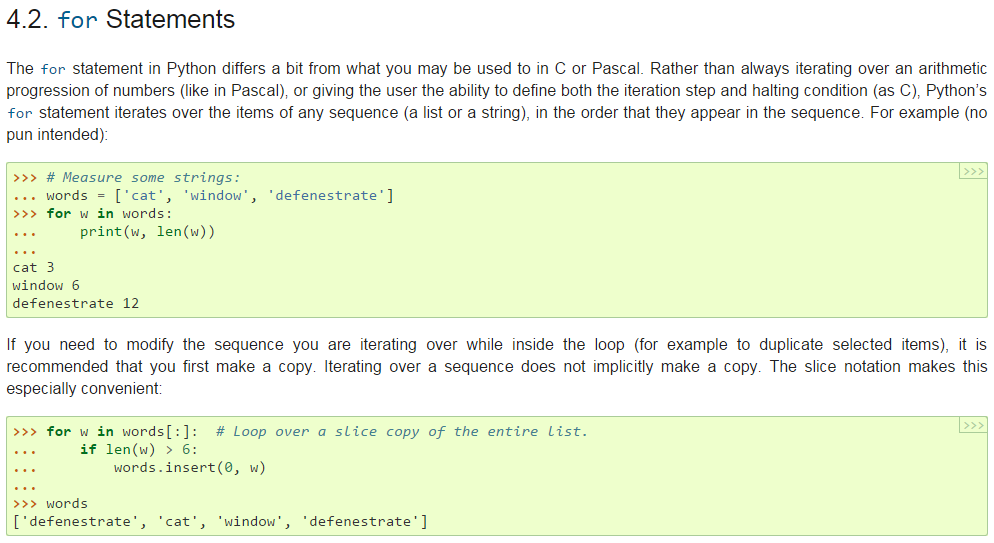 4.2. for Statements
The for statement in Python differs a bit from what you may be used to in C or Pascal. Rather than always iterating over an arithmetic
progression of numbers (like in Pascal), or giving the user the ability to define both the iteration step and halting condition (as C), Python's
for statement iterates over the items of any sequence (a list or a string), in the order that they appear in the sequence. For example (no
pun intended):
>>>
>>> # Measure some strings:
... words = ['cat', 'window', 'defenestrate']
>>> for w in words:
...     print(w, len(w))
...
cat 3
window 6
defenestrate 12
If you need to modify the sequence you are iterating over while inside the loop (for example to duplicate selected items), it is
recommended that you first make a copy. Iterating over a sequence does not implicitly make a copy. The slice notation makes this
especially convenient:
>>>
>>> for w in words[:]:  # Loop over a slice copy of the entire list.
...     if len(w) > 6:
...         words.insert(0, w)
...
>>> words
['defenestrate', 'cat', 'window', 'defenestrate']